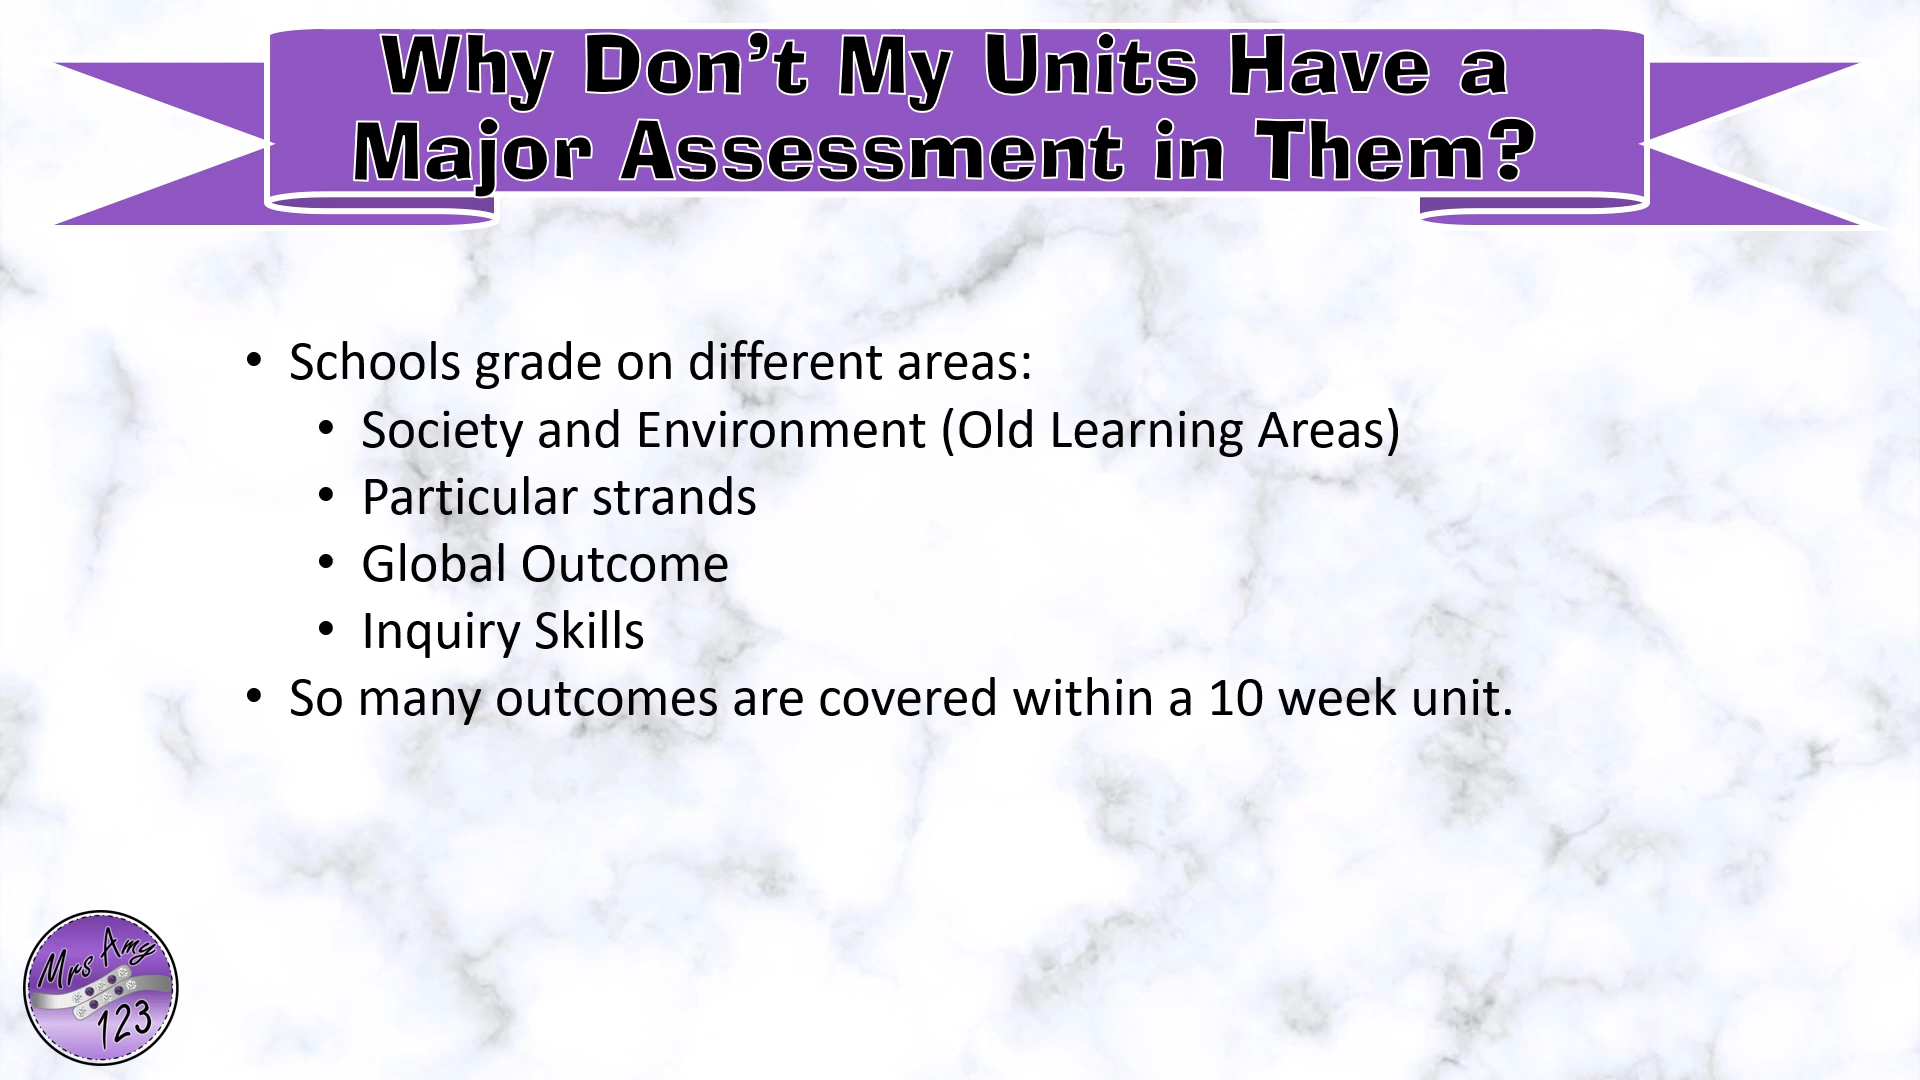 Why Don’t My Units Have a
Major Assessment in Them?
• Schools grade on different areas:
• Society and Environment (Old Learning Areas)
• Particular strands
• Global Outcome
• Inquiry Skills
• So many outcomes are covered within a 10 week unit.
Mrs Amy
123